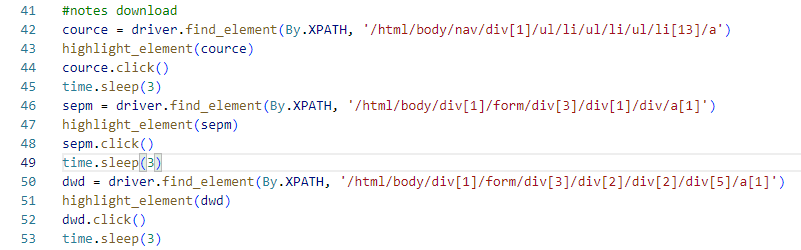 41 #notes download
42 cource = driver.find_element(By.XPATH, '/html/body/nav/div[1]/ul/li/ul/li/ul/li[13]/a')
43 highlight_element(cource)
44 cource.click()
45 time.sleep(3)
46 sepm = driver.find_element(By.XPATH, '/html/body/div[1]/form/div[3]/div[1]/div/a[1]')
47 highlight_element(sepm)
48 sepm.click()
49 time.sleep(3)
50 dwd = driver.find_element(By.XPATH, '/html/body/div[1]/form/div[3]/div[2]/div[2]/div[5]/a[1]')
51 highlight_element(dwd)
52 dwd.click()
53 time.sleep(3)